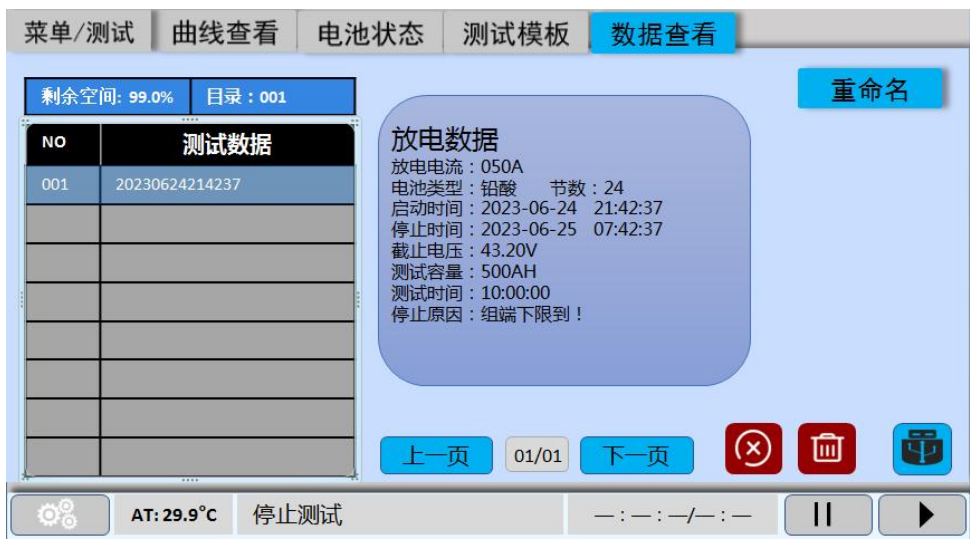 菜单/测试 曲线查看 电池状态 测试模板 数据查看
剩余空间: 99.0% 目录：001
重命名
NO 测试数据
001 20230624214237
放电数据
放电电流：050A
电池类型：铅酸 节数：24
启动时间：2023-06-24 21:42:37
停止时间：2023-06-25 07:42:37
截止电压：43.20V
测试容量：500AH
测试时间：10:00:00
停止原因：组端下限到！
上一页 01/01 下一页
AT: 29.9°C 停止测试 —:—:—/—:—